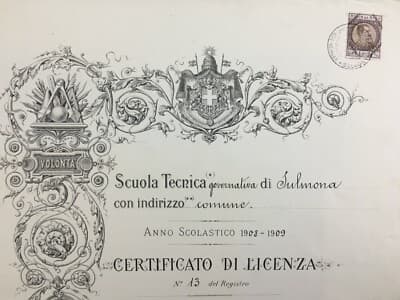 VOLONTÀ
Scuola Tecnica governativa di Sulmona
con indirizzo comune.
ANNO SCOLASTICO 1908 - 1909
CERTIFICATO DI LICENZA
N° 13 del Registro